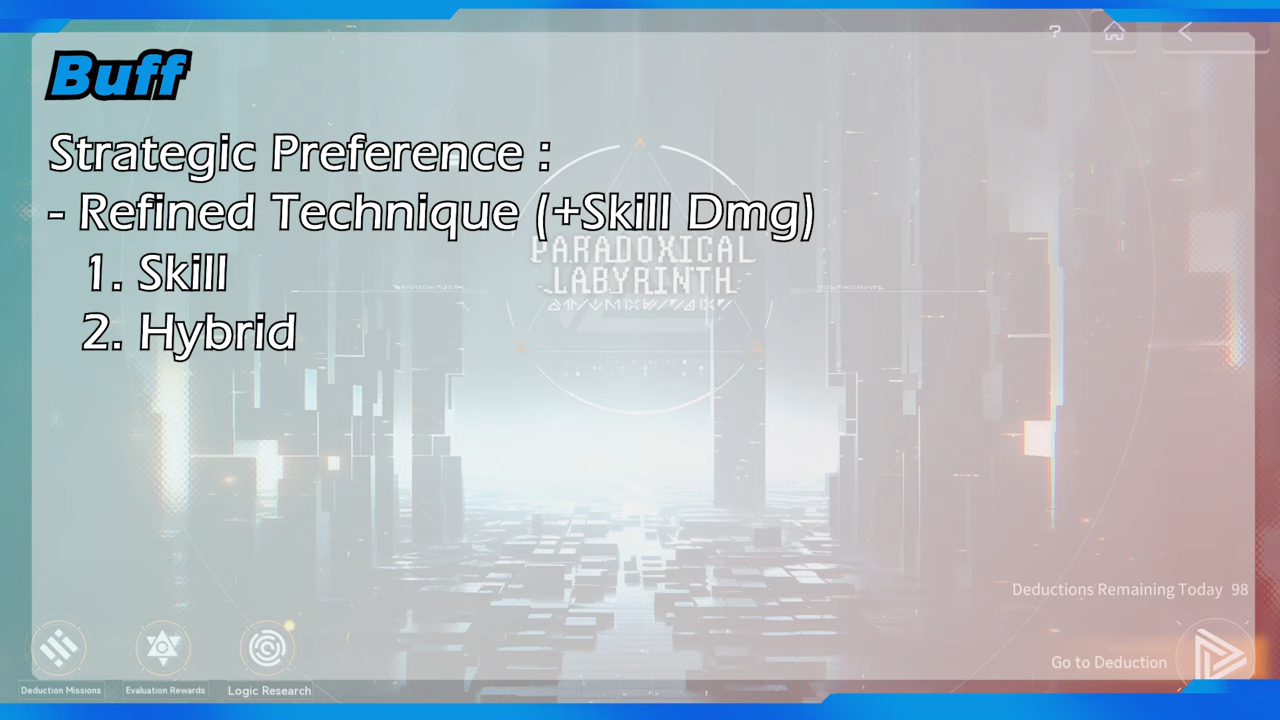 Buff
?
Strategic Preference :
- Refined Technique (+Skill Dmg)
1. Skill
2. Hybrid
PARADOXICAL
LABYRINTH
Deductions Remaining Today 98
Go to Deduction
Deduction Missions
Evaluation Rewards
Logic Research